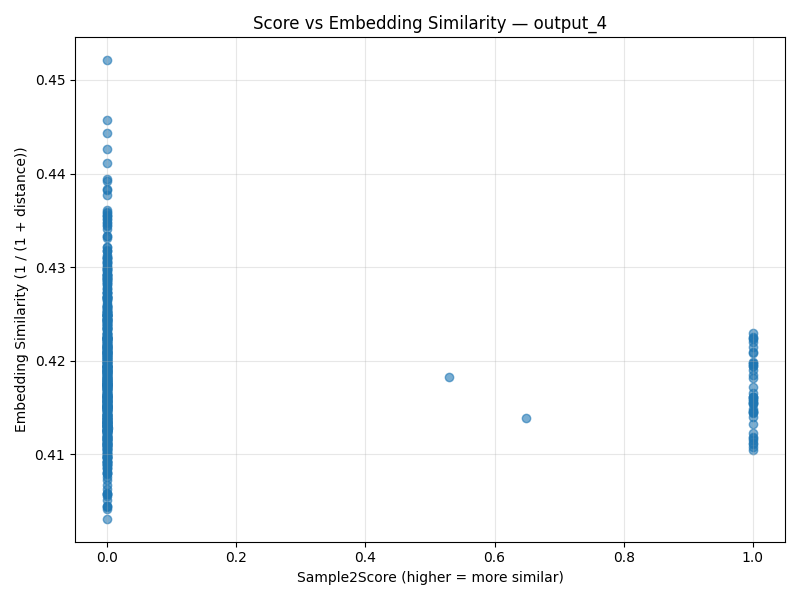 Score vs Embedding Similarity — output_4
Embedding Similarity (1 / (1 + distance))
0.45
0.44
0.43
0.42
0.41
0.0 0.2 0.4 0.6 0.8 1.0
Sample2Score (higher = more similar)